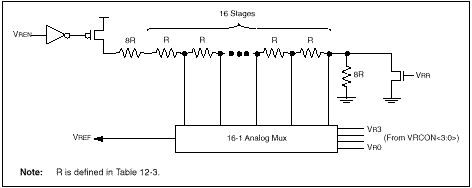 16 Stages
VREN
8R
R
R
R
R
8R
VRR
VREF
16-1 Analog Mux
VR3
(From VRCON<3:0>)
VR0
Note: R is defined in Table 12-3.